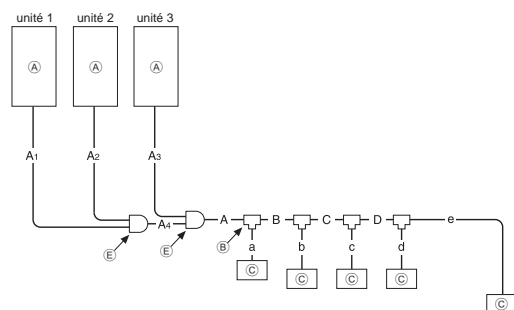 unité 1 unité 2 unité 3
Ⓐ Ⓐ Ⓐ
A1 A2 A3
A4 A B C D e
Ⓔ Ⓔ Ⓑ a b c d
Ⓒ Ⓒ Ⓒ Ⓒ
Ⓒ